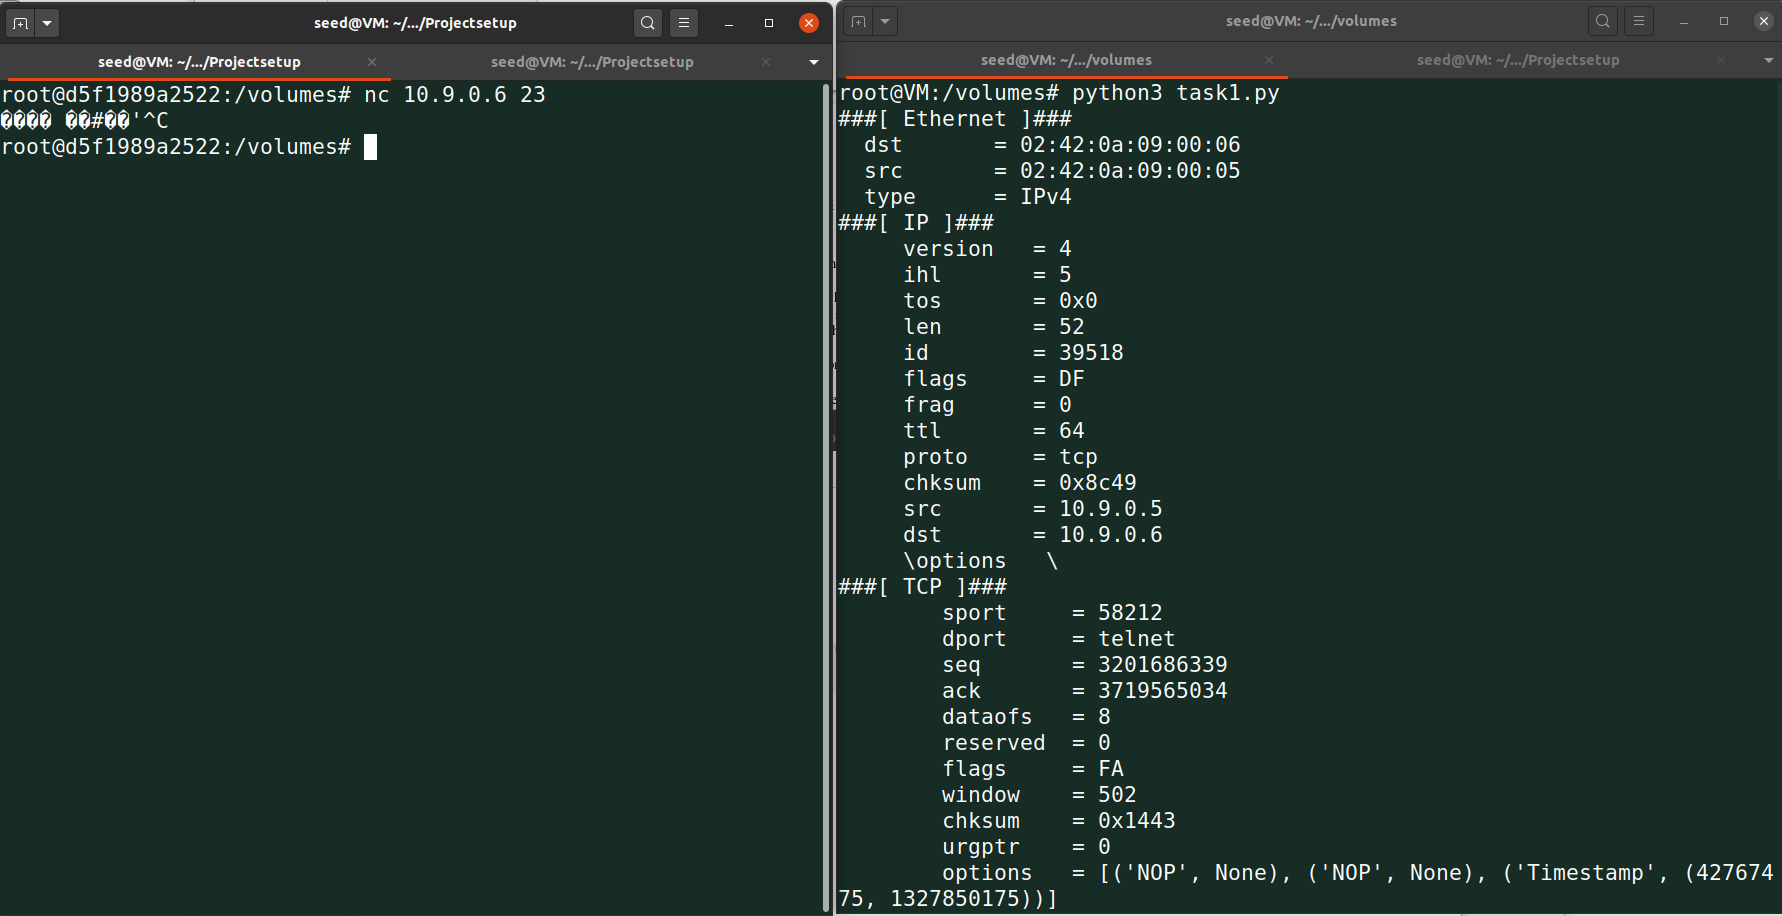 seed@VM: ~/.../Projectsetup
seed@VM: ~/.../Projectsetup
seed@VM: ~/.../Projectsetup
root@d5f1989a2522:/volumes# nc 10.9.0.6 23
���� ��#��'^C
root@d5f1989a2522:/volumes#
seed@VM: ~/.../volumes
seed@VM: ~/.../volumes
seed@VM: ~/.../Projectsetup
root@VM:/volumes# python3 task1.py
###[ Ethernet ]###
  dst       = 02:42:0a:09:00:06
  src       = 02:42:0a:09:00:05
  type      = IPv4
###[ IP ]###
     version   = 4
     ihl       = 5
     tos       = 0x0
     len       = 52
     id        = 39518
     flags     = DF
     frag      = 0
     ttl       = 64
     proto     = tcp
     chksum    = 0x8c49
     src       = 10.9.0.5
     dst       = 10.9.0.6
     \options   \
###[ TCP ]###
        sport     = 58212
        dport     = telnet
        seq       = 3201686339
        ack       = 3719565034
        dataofs   = 8
        reserved  = 0
        flags     = FA
        window    = 502
        chksum    = 0x1443
        urgptr    = 0
        options   = [('NOP', None), ('NOP', None), ('Timestamp', (427674
75, 1327850175))]